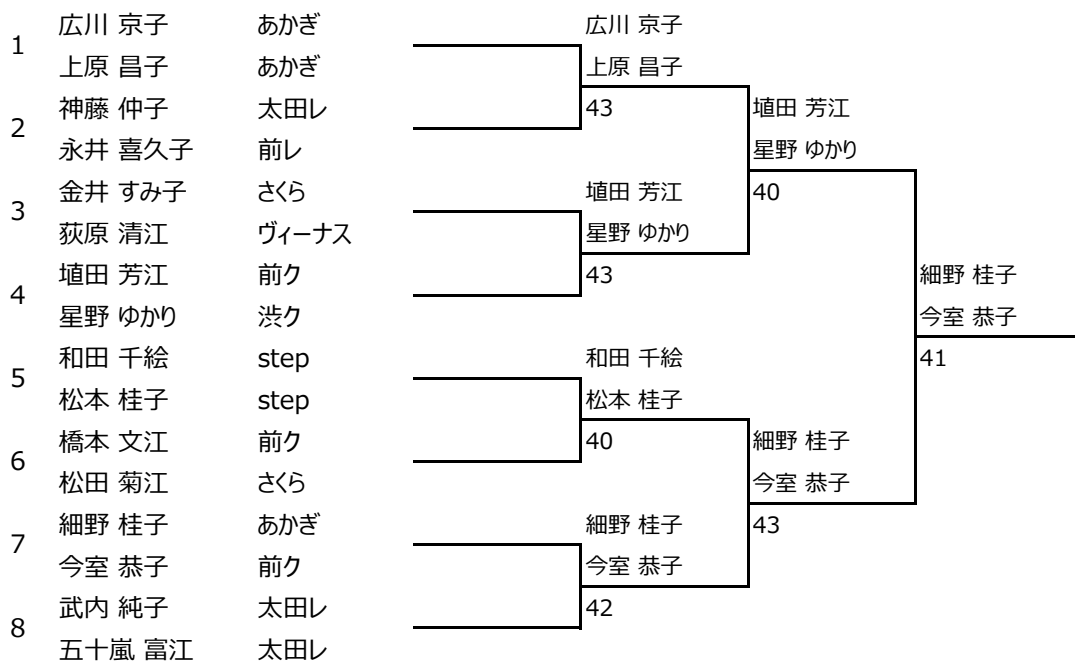 1
広川 京子 あかぎ
上原 昌子 あかぎ
2
神藤 仲子 太田レ
永井 喜久子 前レ
3
金井 すみ子 さくら
荻原 清江 ヴィーナス
4
埴田 芳江 前ク
星野 ゆかり 渋ク
5
和田 千絵 step
松本 桂子 step
6
橋本 文江 前ク
松田 菊江 さくら
7
細野 桂子 あかぎ
今室 恭子 前ク
8
武内 純子 太田レ
五十嵐 富江 太田レ
広川 京子
上原 昌子
43
埴田 芳江
星野 ゆかり
43
和田 千絵
松本 桂子
40
細野 桂子
今室 恭子
42
埴田 芳江
星野 ゆかり
40
細野 桂子
今室 恭子
43
細野 桂子
今室 恭子
41